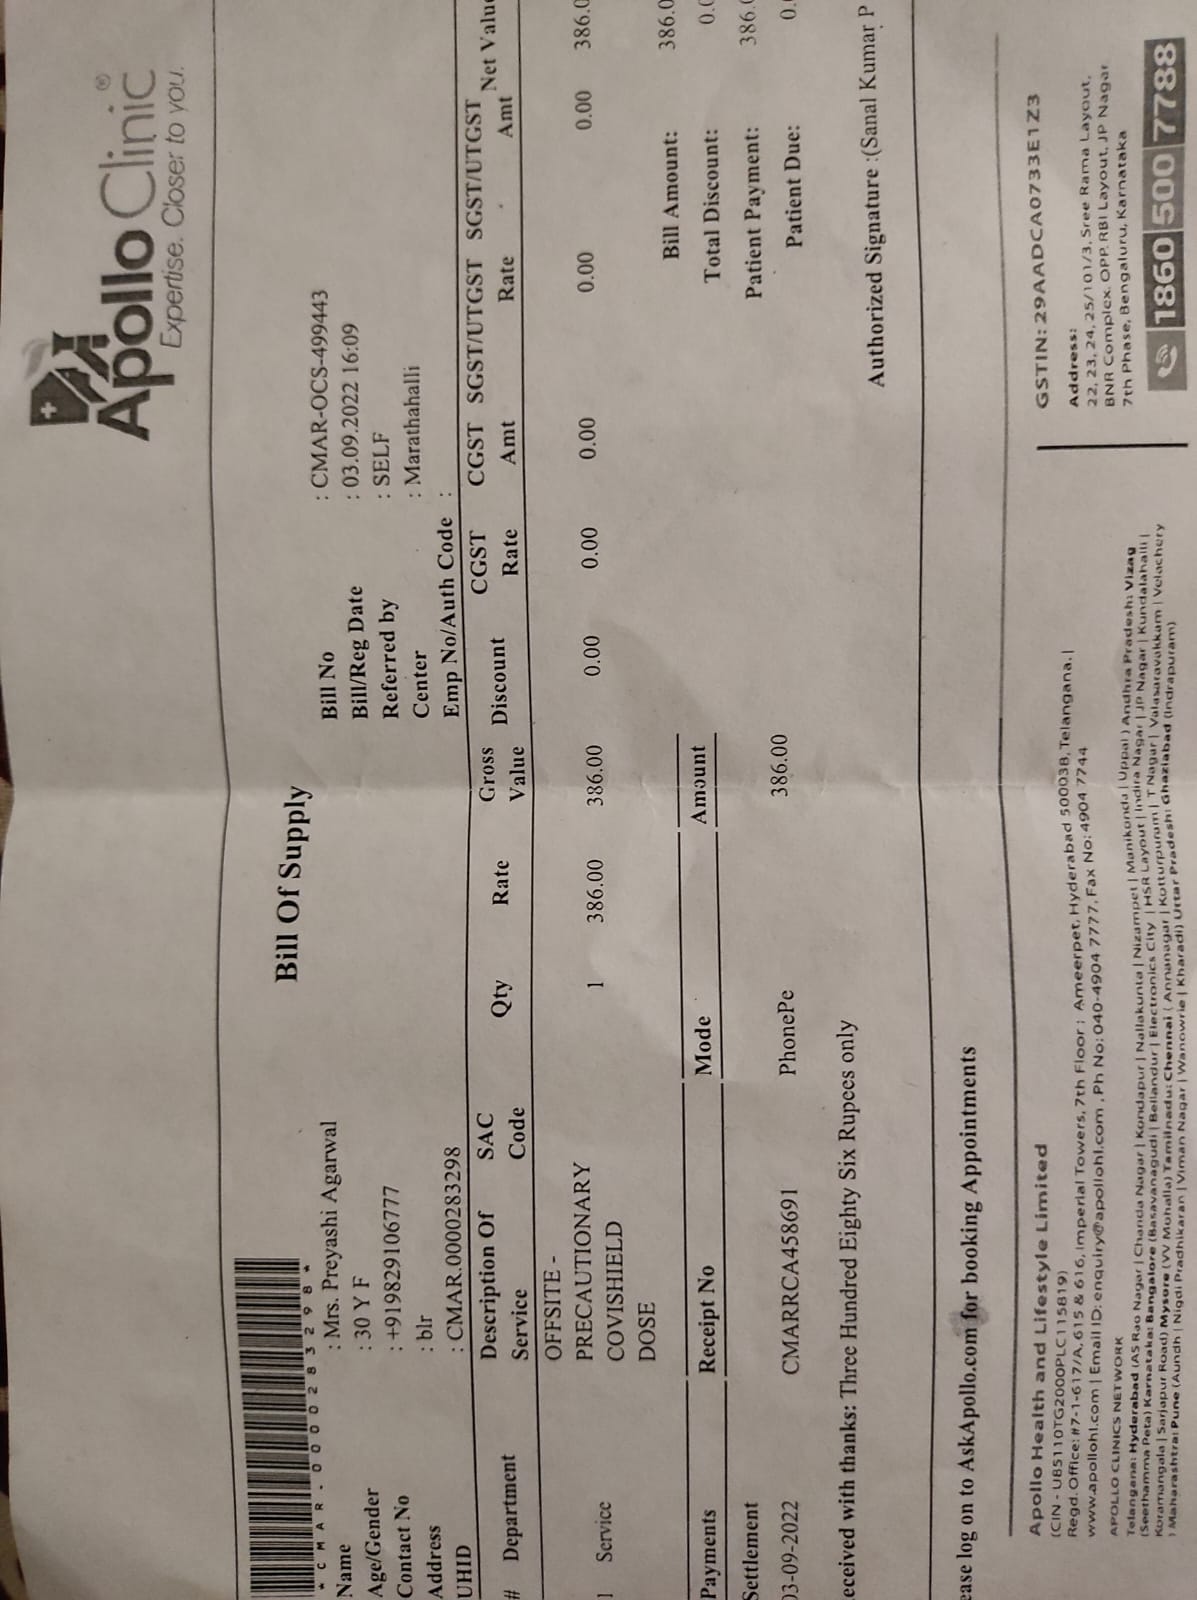 Apollo Clinic®
Expertise. Closer to you.
Bill Of Supply
*CMAR-0000283298*
Name : Mrs. Preyashi Agarwal
Age/Gender : 30 Y F
Contact No : +919829106777
Address : blr
UHID : CMAR.0000283298
Bill No : CMAR-OCS-499443
Bill/Reg Date : 03.09.2022 16:09
Referred by : SELF
Center : Marathahalli
Emp No/Auth Code :
# Department Description Of Service SAC Code Qty Rate Gross Value Discount CGST Rate CGST Amt SGST/UTGST Rate SGST/UTGST Amt Net Value
1 Service OFFSITE - PRECAUTIONARY COVISHIELD DOSE 1 386.00 386.00 0.00 0.00 0.00 0.00 0.00 386.0
Bill Amount: 386.0
Total Discount: 0.0
Patient Payment: 386.0
Patient Due: 0.0
Payments Receipt No Mode Amount
Settlement
03-09-2022 CMARRCA458691 PhonePe 386.00
eceived with thanks: Three Hundred Eighty Six Rupees only
Authorized Signature :(Sanal Kumar P
ease log on to AskApollo.com for booking Appointments
Apollo Health and Lifestyle Limited
(CIN - U85110TG2000PLC115819)
Regd. Office: #7-1-617/A, 615 & 616, Imperial Towers, 7th Floor, Ameerpet, Hyderabad 500038, Telangana. |
www.apollohl.com | Email ID: enquiry@apollohl.com, Ph No: 040-4904 7777, Fax No: 4904 7744
APOLLO CLINICS NETWORK
Telangana: Hyderabad (AS Rao Nagar | Chanda Nagar | Kondapur | Nallakunta | Nizampet | Manikonda | Uppal) Andhra Pradesh: Vizag
(Seethamma Peta) Karnataka: Bangalore (Basavanagudi | Bellandur | Electronics City | HSR Layout | Indira Nagar | JP Nagar | Kundalahalli |
Koramangala | Sarjapur Road) Mysore (VV Mohalla) Tamilnadu: Chennai (Annanagar | Kotturpuram | T Nagar | Valasaravakkam | Velachery
) Maharashtra: Pune (Aundh | Nigdi Pradhikaran | Viman Nagar | Wanowrie | Kharadi) Uttar Pradesh: Ghaziabad (Indrapuram)
GSTIN: 29AADCA0733E1Z3
Address:
22, 23, 24, 25/101/3, Sree Rama Layout,
BNR Complex, OPP. RBI Layout, JP Nagar
7th Phase, Bengaluru, Karnataka
1860 500 7788